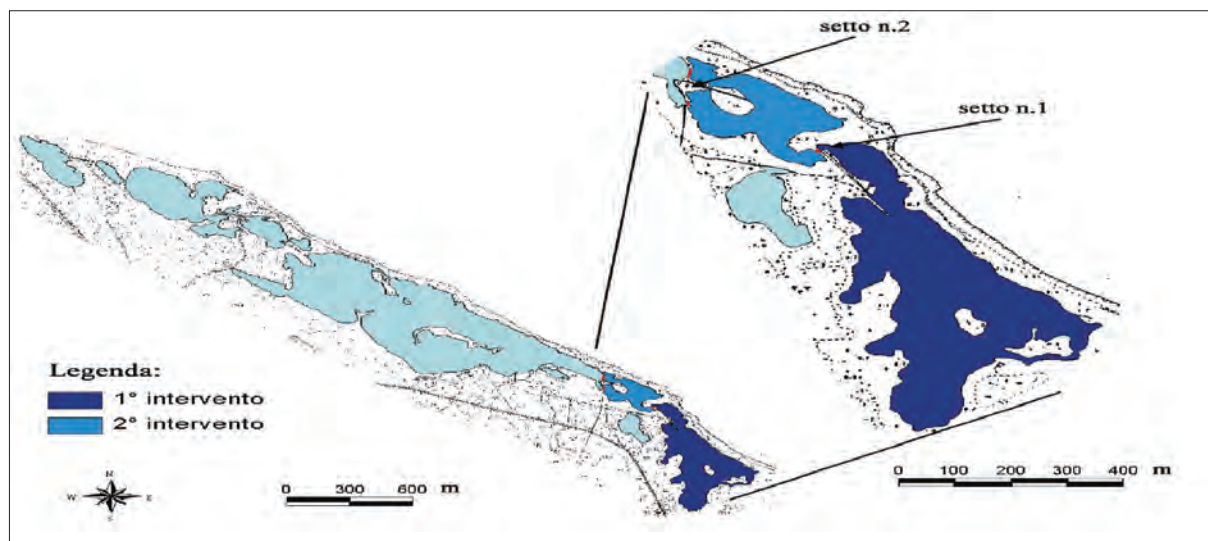 setto n.2
setto n.1
Legenda:
1° intervento
2° intervento
N
W E
S
0 300 600 m
0 100 200 300 400 m